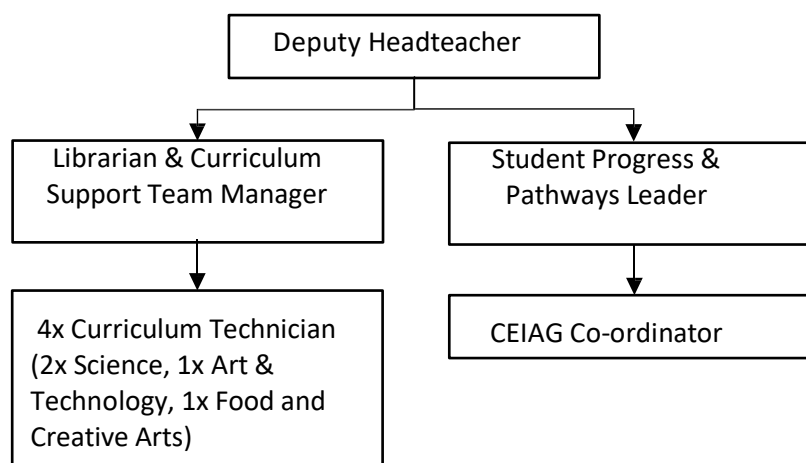 Deputy Headteacher
Librarian & Curriculum
Support Team Manager
Student Progress &
Pathways Leader
4x Curriculum Technician
(2x Science, 1x Art &
Technology, 1x Food and
Creative Arts)
CEIAG Co-ordinator